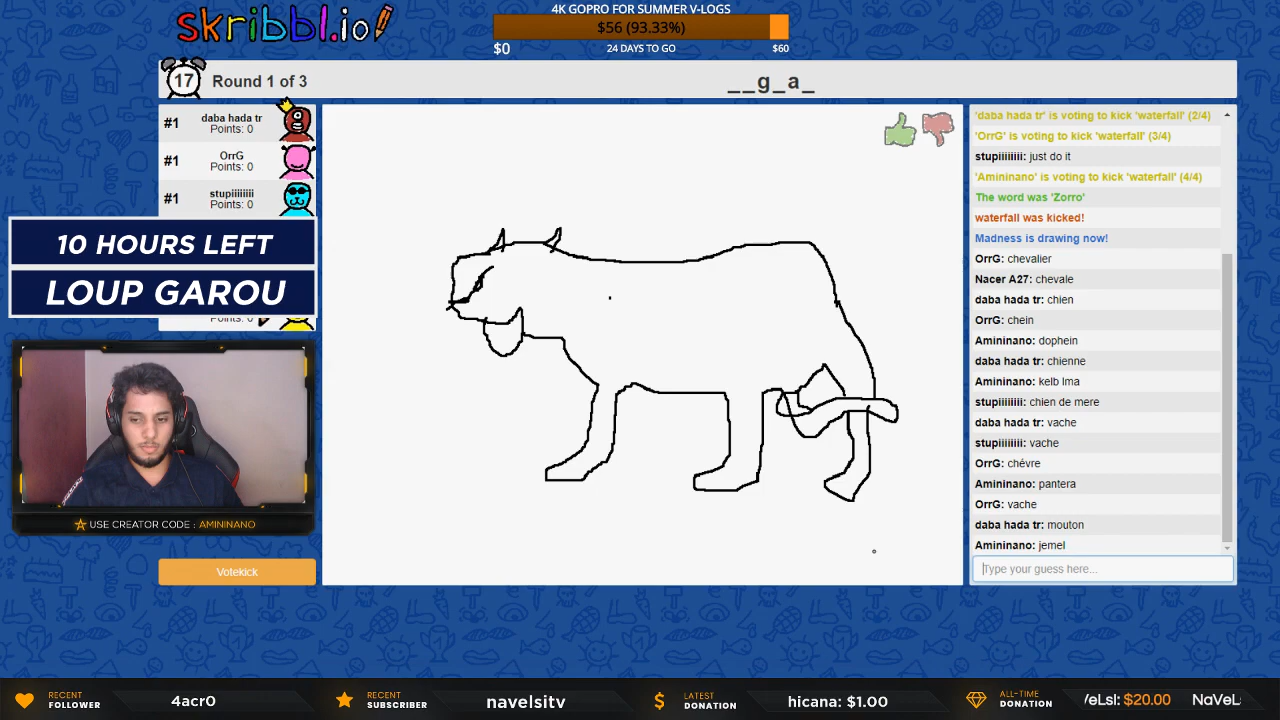 skribbl.io
4K GOPRO FOR SUMMER V-LOGS
$56 (93.33%)
$0
24 DAYS TO GO
$60
17
Round 1 of 3
__g_a_
#1
daba hada tr
Points: 0
#1
OrrG
Points: 0
#1
stupiiiiiiii
Points: 0
10 HOURS LEFT
LOUP GAROU
Points: 0
USE CREATOR CODE : AMININANO
Votekick
'daba hada tr' is voting to kick 'waterfall' (2/4)
'OrrG' is voting to kick 'waterfall' (3/4)
stupiiiiiiii: just do it
'Amininano' is voting to kick 'waterfall' (4/4)
The word was 'Zorro'
waterfall was kicked!
Madness is drawing now!
OrrG: chevalier
Nacer A27: chevale
daba hada tr: chien
OrrG: chein
Amininano: dophein
daba hada tr: chienne
Amininano: kelb lma
stupiiiiiiii: chien de mere
daba hada tr: vache
stupiiiiiiii: vache
OrrG: chévre
Amininano: pantera
OrrG: vache
daba hada tr: mouton
Amininano: jemel
Type your guess here...
RECENT FOLLOWER
4acr0
RECENT SUBSCRIBER
navelsitv
LATEST DONATION
hicana: $1.00
ALL-TIME DONATION
/eLsI: $20.00
NaVeL